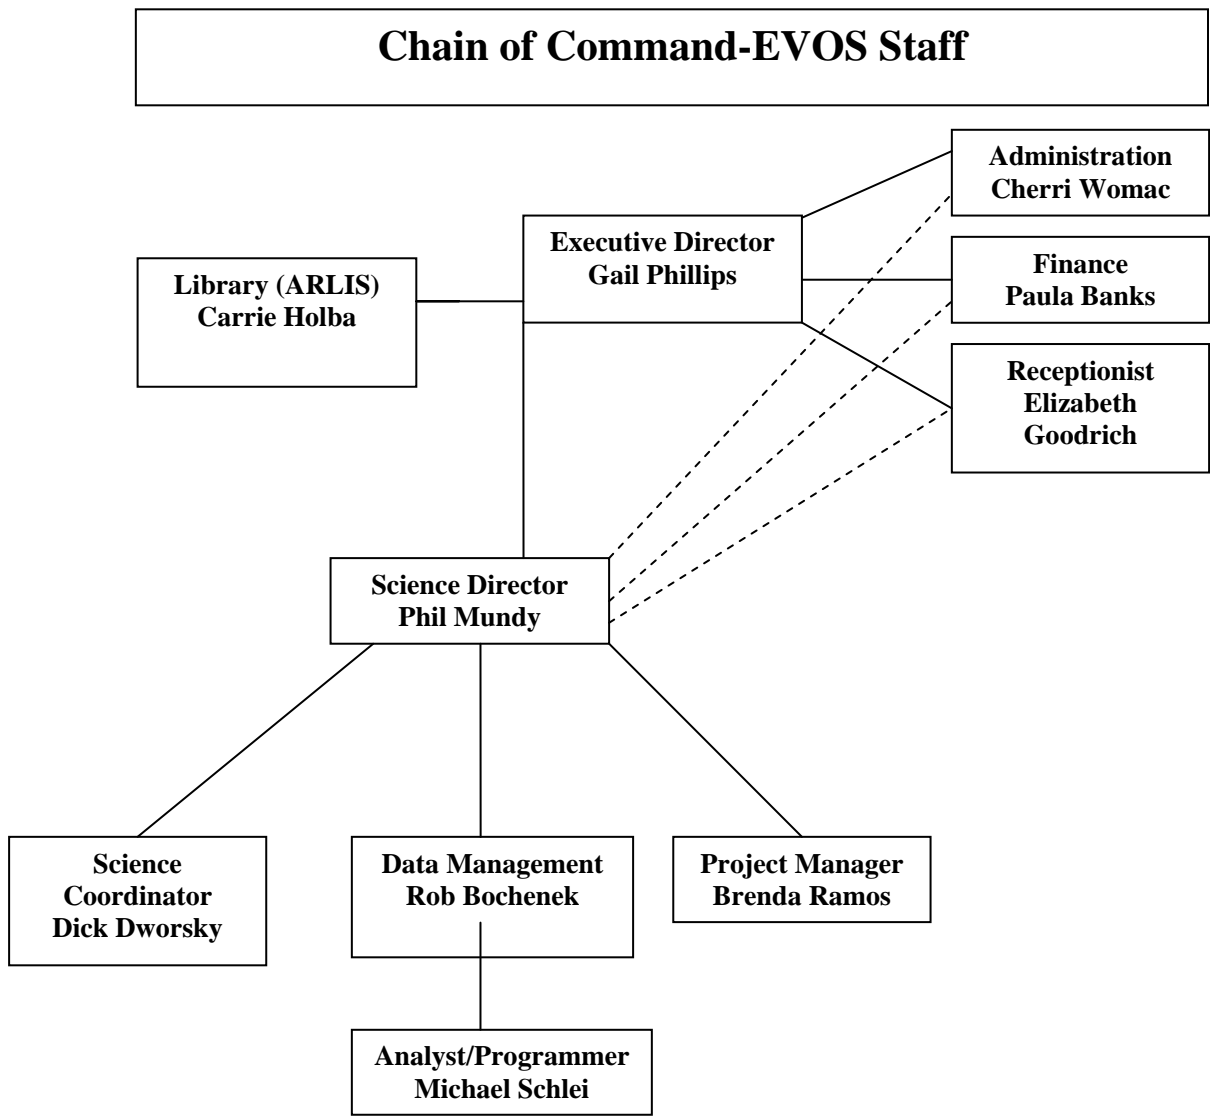 Chain of Command-EVOS Staff
Administration
Cherri Womac
Executive Director
Gail Phillips
Finance
Paula Banks
Library (ARLIS)
Carrie Holba
Receptionist
Elizabeth
Goodrich
Science Director
Phil Mundy
Science
Coordinator
Dick Dworsky
Data Management
Rob Bochenek
Project Manager
Brenda Ramos
Analyst/Programmer
Michael Schlei